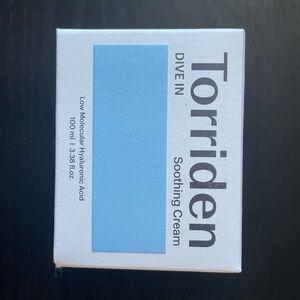 Torriden
DIVE IN
Soothing Cream
Low Molecular Hyaluronic Acid
100 ml | 3.38 fl.oz.